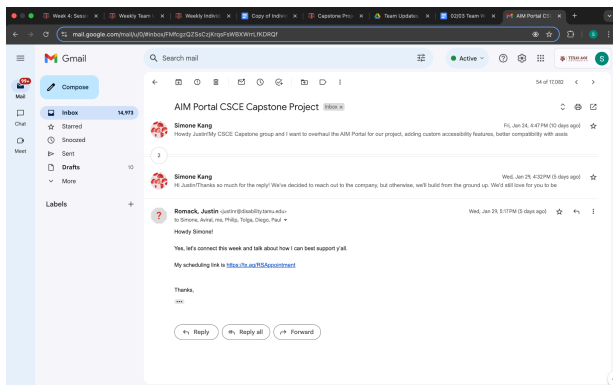 Week 4: Sessi
Weekly Team
Weekly Individ
Copy of Indivi
Capstone Proj
Team Updates
02/03 Team W
AIM Portal CSC
mail.google.com/mail/u/0/#inbox/FMfcgzQZSsCzjKrqsFsWBXWrrLfKDRQf
Gmail
Search mail
Active
TEXAS A&M
S
99+
Mail
Chat
Meet
Compose
Inbox 14,973
Starred
Snoozed
Sent
Drafts 10
More
Labels
54 of 17,082
AIM Portal CSCE Capstone Project Inbox x
Simone Kang Fri, Jan 24, 4:47 PM (10 days ago)
Howdy Justin!My CSCE Capstone group and I want to overhaul the AIM Portal for our project, adding custom accessibility features, better compatibility with assis
2
Simone Kang Wed, Jan 29, 4:32 PM (5 days ago)
Hi Justin!Thanks so much for the reply! We've decided to reach out to the company, but otherwise, we'll build from the ground up. We'd still love for you to be
Romack, Justin <justinr@disability.tamu.edu> Wed, Jan 29, 5:17 PM (5 days ago)
to Simone, Aviral, me, Philip, Tolga, Diego, Paul
Howdy Simone!
Yes, let's connect this week and talk about how I can best support y'all.
My scheduling link is https://tx.ag/RSAppointment
Thanks,
Reply
Reply all
Forward